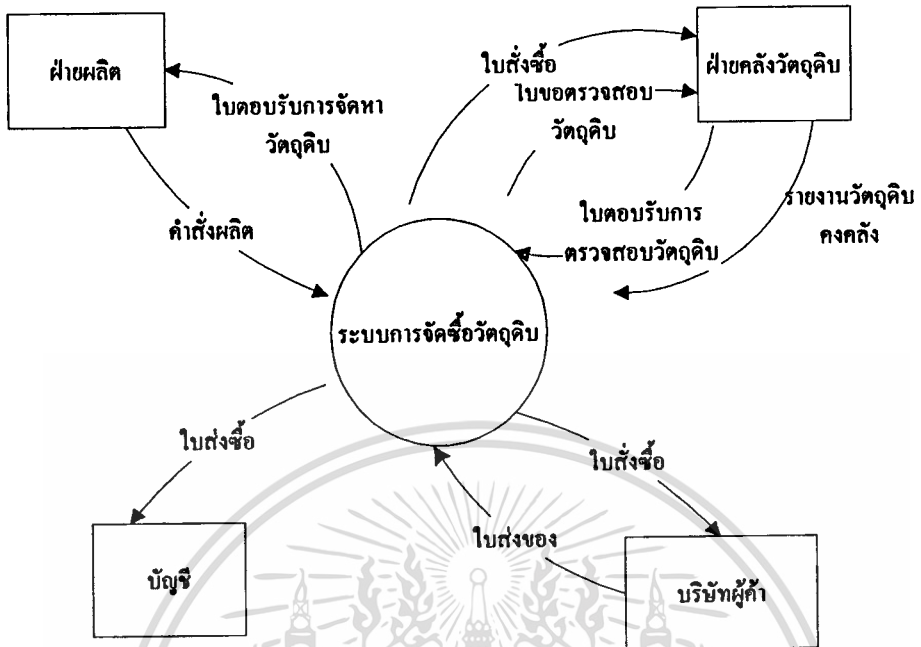 ฝ่ายผลิต
ใบตอบรับการจัดหา
วัตถุดิบ
คำสั่งผลิต
ใบสั่งซื้อ
ใบขอตรวจสอบ
วัตถุดิบ
ฝ่ายคลังวัตถุดิบ
ใบตอบรับการ
ตรวจสอบวัตถุดิบ
รายงานวัตถุดิบ
คงคลัง
ระบบการจัดซื้อวัตถุดิบ
ใบส่งซื้อ
ใบสั่งซื้อ
ใบส่งของ
บัญชี
บริษัทผู้ค้า